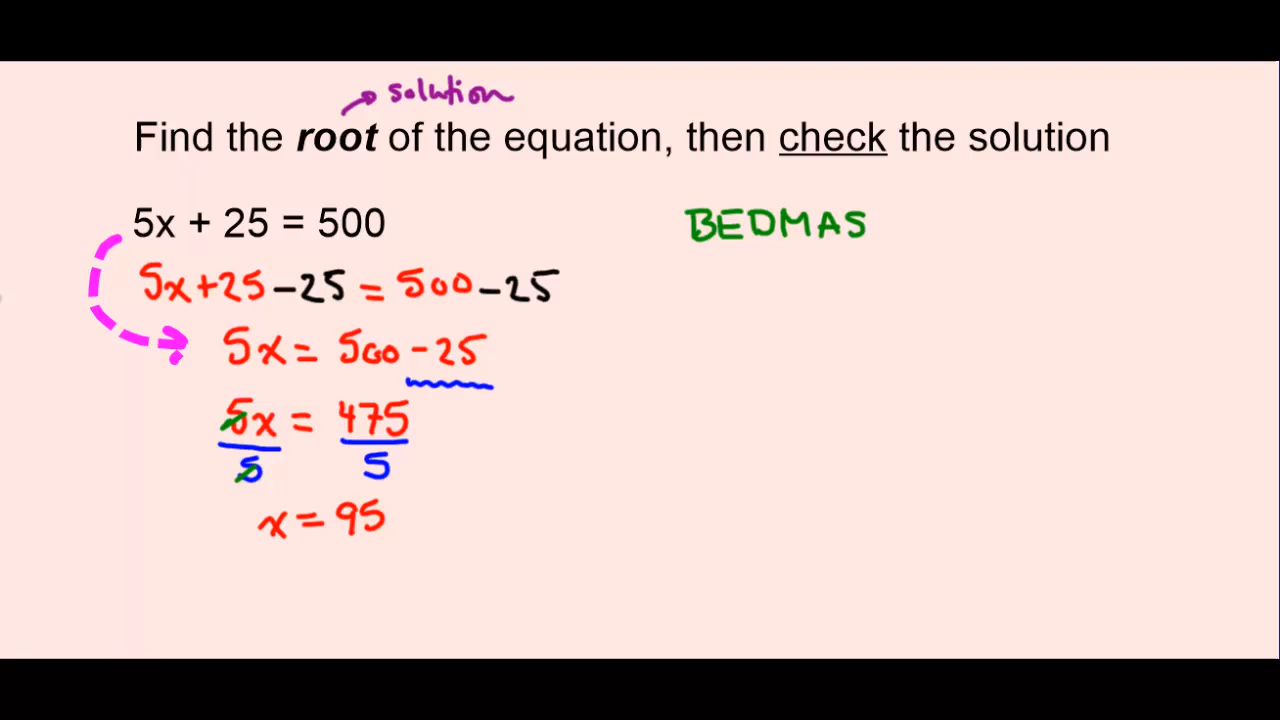 solution
Find the root of the equation, then check the solution
5x + 25 = 500
BEDMAS
5x+25-25 = 500-25
5x = 500-25
5x = 475
5 5
x = 95